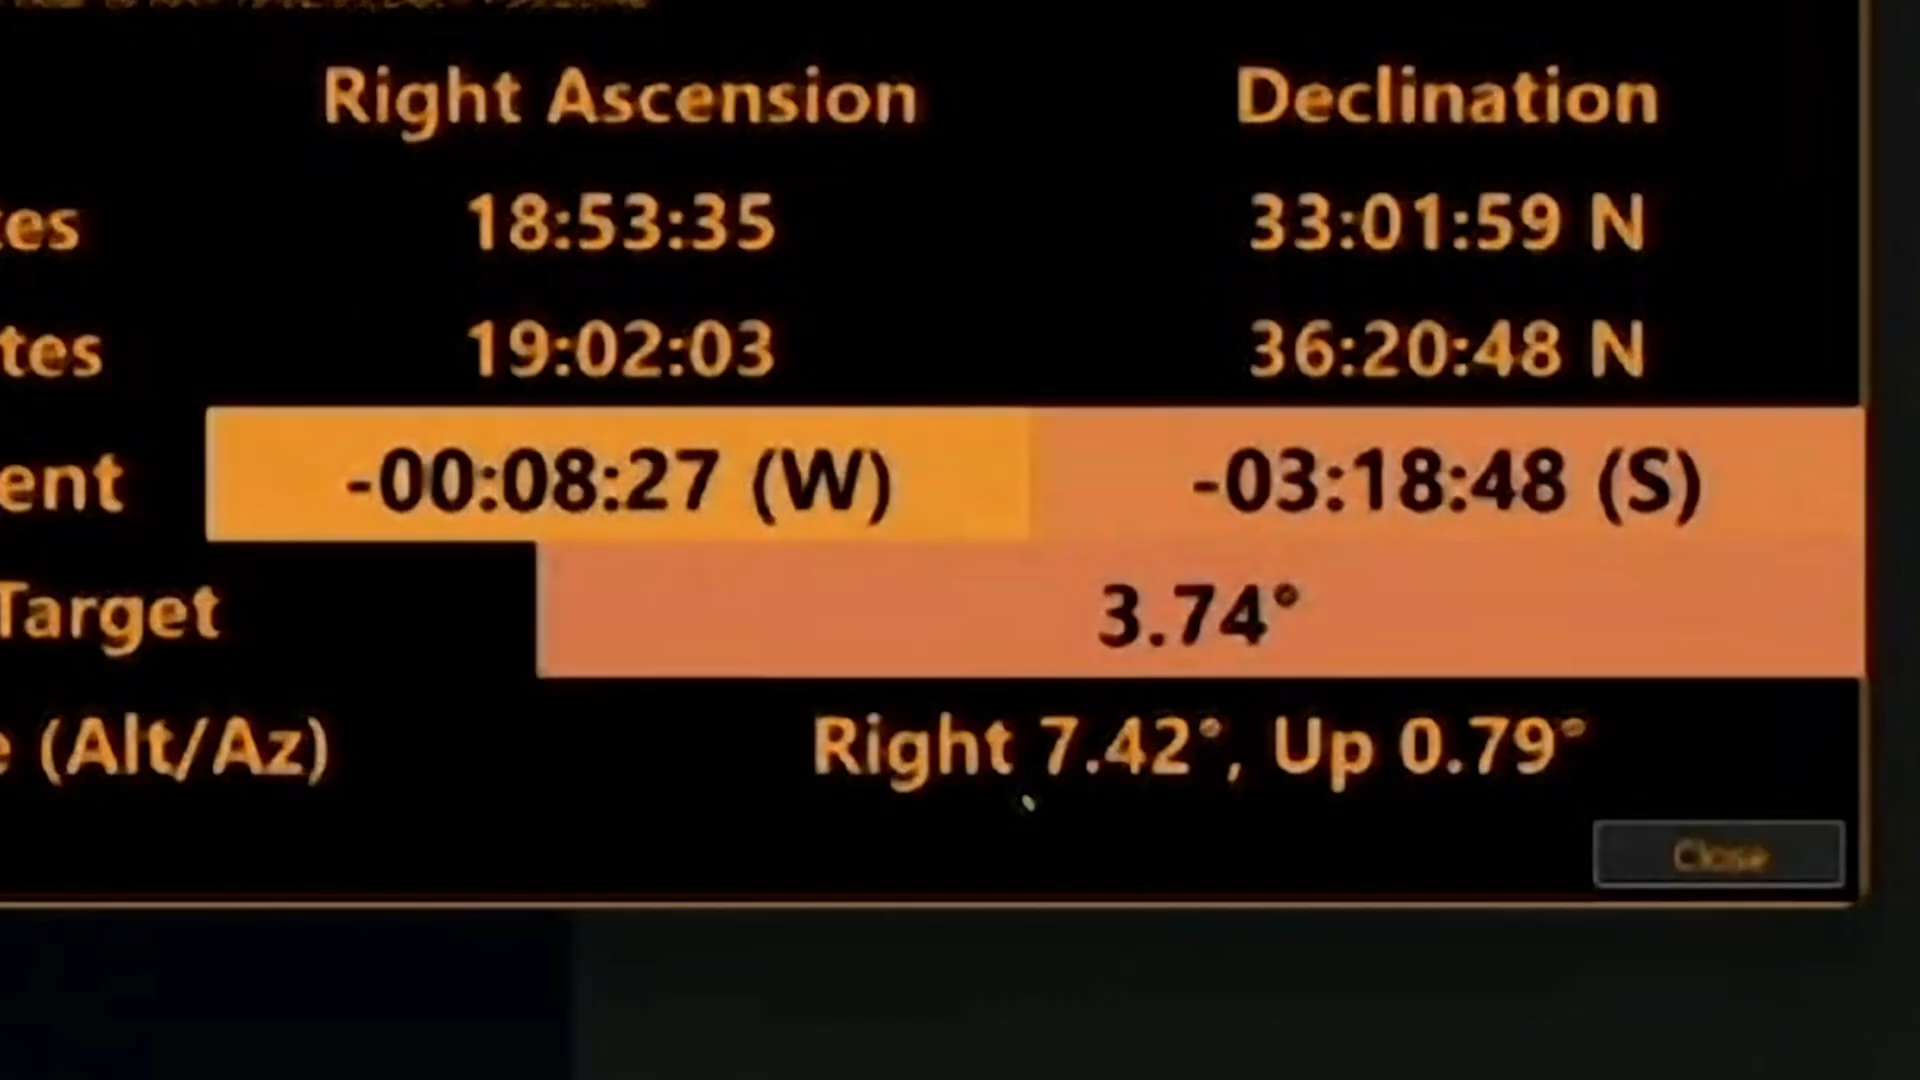 Right Ascension Declination
tes 18:53:35 33:01:59 N
tes 19:02:03 36:20:48 N
ent -00:08:27 (W) -03:18:48 (S)
Target 3.74°
e (Alt/Az) Right 7.42°, Up 0.79°
Close